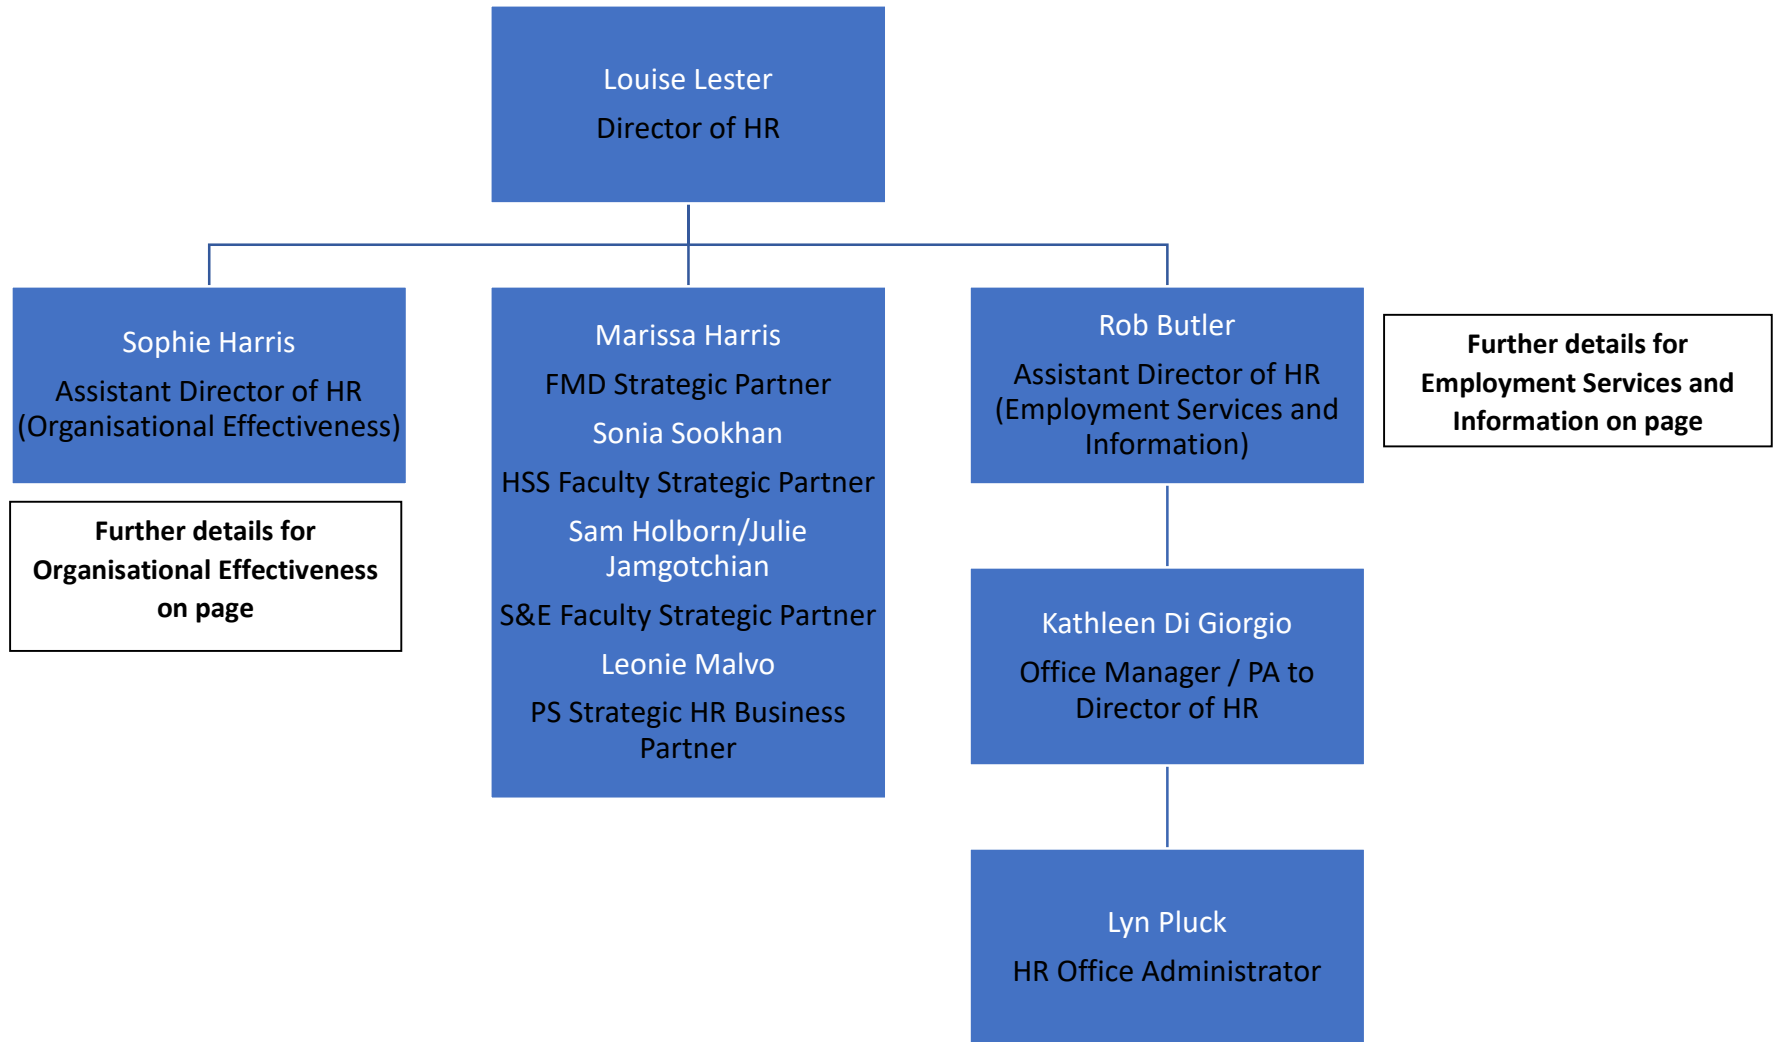 Louise Lester
Director of HR
Sophie Harris
Assistant Director of HR
(Organisational Effectiveness)
Further details for
Organisational Effectiveness
on page
Marissa Harris
FMD Strategic Partner
Sonia Sookhan
HSS Faculty Strategic Partner
Sam Holborn/Julie
Jamgotchian
S&E Faculty Strategic Partner
Leonie Malvo
PS Strategic HR Business
Partner
Rob Butler
Assistant Director of HR
(Employment Services and
Information)
Further details for
Employment Services and
Information on page
Kathleen Di Giorgio
Office Manager / PA to
Director of HR
Lyn Pluck
HR Office Administrator